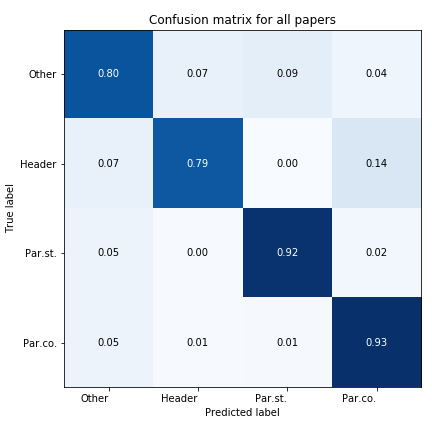 Confusion matrix for all papers
Other 0.80 0.07 0.09 0.04
Header 0.07 0.79 0.00 0.14
Par.st. 0.05 0.00 0.92 0.02
Par.co. 0.05 0.01 0.01 0.93
True label
Other Header Par.st. Par.co.
Predicted label